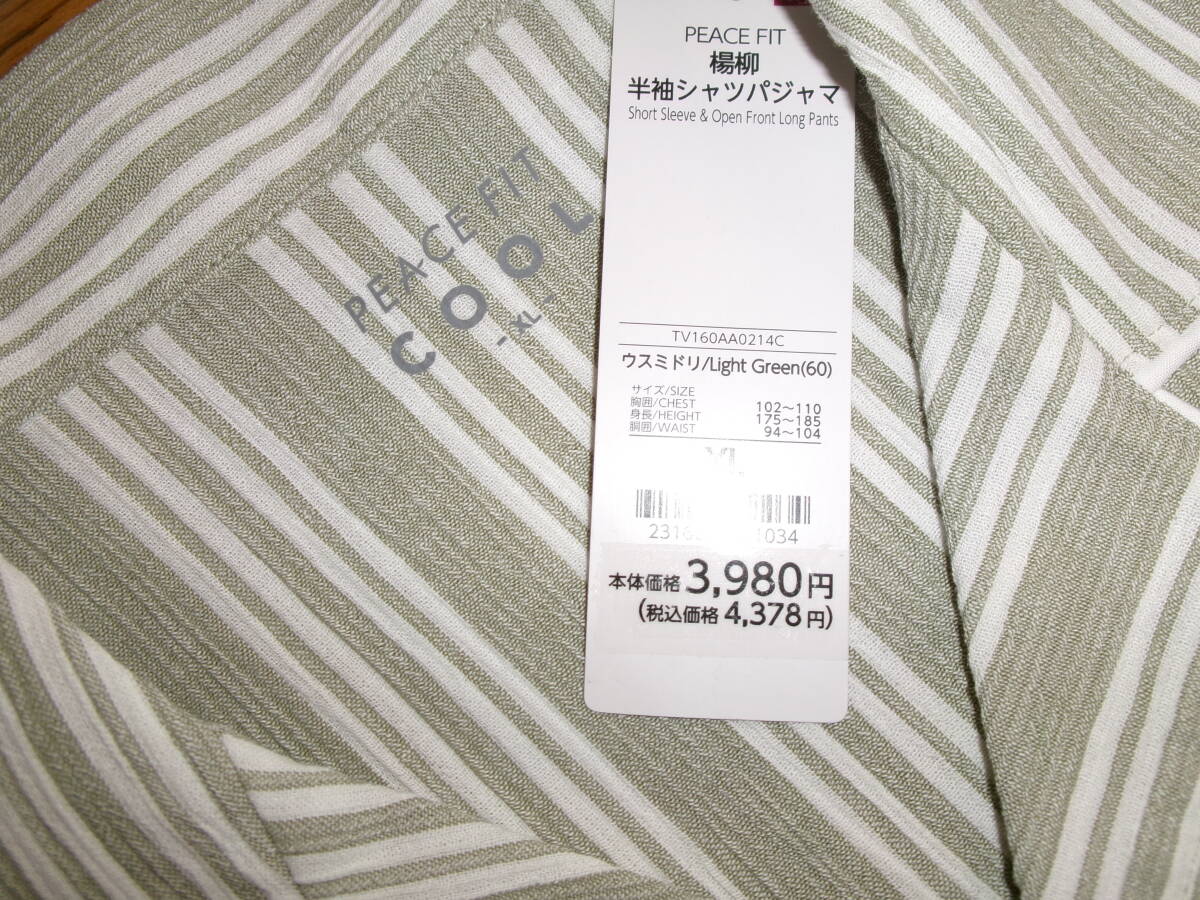 PEACE FIT
楊柳
半袖シャツパジャマ
Short Sleeve & Open Front Long Pants
PEACE FIT
COOL
- XL -
TV160AA0214C
ウスミドリ/Light Green(60)
サイズ/SIZE
胸囲/CHEST 102～110
身長/HEIGHT 175～185
胴囲/WAIST 94～104
XL
本体価格 3,980円
(税込価格 4,378円)